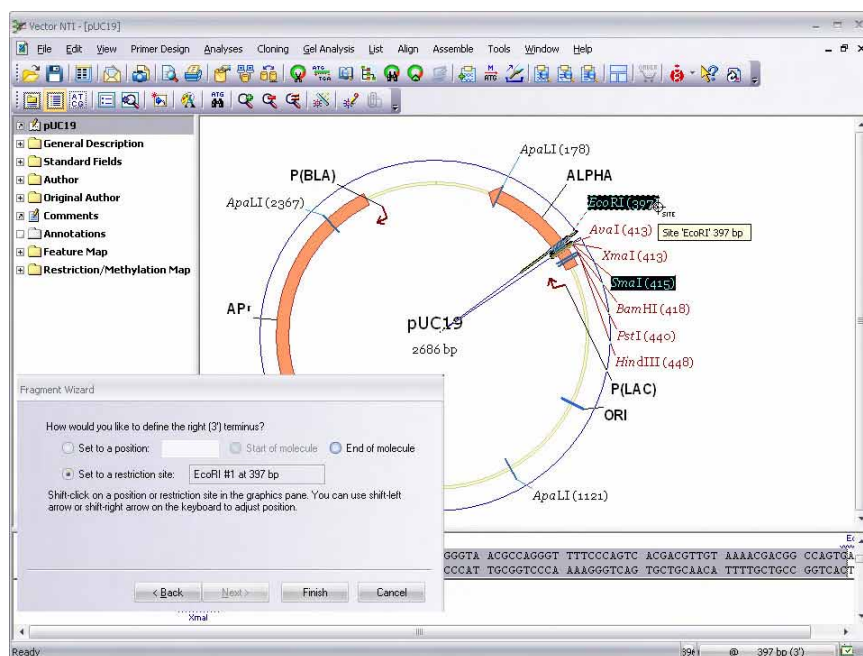 Vector NTI - [pUC19]
File Edit View Primer Design Analyses Cloning Gel Analysis List Align Assemble Tools Window Help
pUC19
General Description
Standard Fields
Author
Original Author
Comments
Annotations
Feature Map
Restriction/Methylation Map
ApaLI (178)
P(BLA)
ALPHA
ApaLI (2367)
EcoRI (397)
SITE
Site 'EcoRI' 397 bp
AvaI (413)
XmaI (413)
SmaI (415)
BamHI (418)
PstI (440)
HindIII (448)
APr
pUC19
2686 bp
P(LAC)
ORI
ApaLI (1121)
Fragment Wizard
How would you like to define the right (3') terminus?
Set to a position: Start of molecule End of molecule
Set to a restriction site: EcoRI #1 at 397 bp
Shift-click on a position or restriction site in the graphics pane. You can use shift-left
arrow or shift-right arrow on the keyboard to adjust position.
< Back Next > Finish Cancel
GGGTA ACGCCAGGGT TTTCCCAGTC ACGACGTTGT AAAACGACGG CCAGTGA
CCCAT TGCGGTCCCA AAAGGGTCAG TGCTGCAACA TTTTGCTGCC GGTCACT
XmaI
Ready @ 397 bp (3')